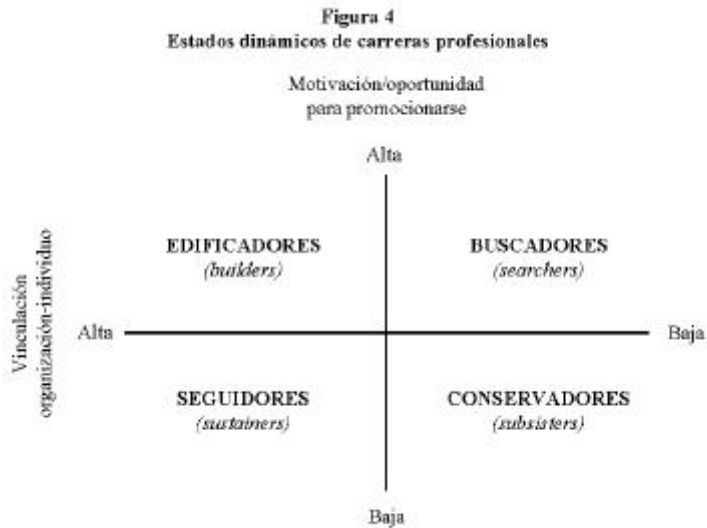 Figura 4
Estados dinámicos de carreras profesionales
Motivación/oportunidad
para promocionarse
Alta
EDIFICADORES
(builders)
BUSCADORES
(searchers)
Vinculación
organización-individuo
Alta
Baja
SEGUIDORES
(sustainers)
CONSERVADORES
(subsisters)
Baja